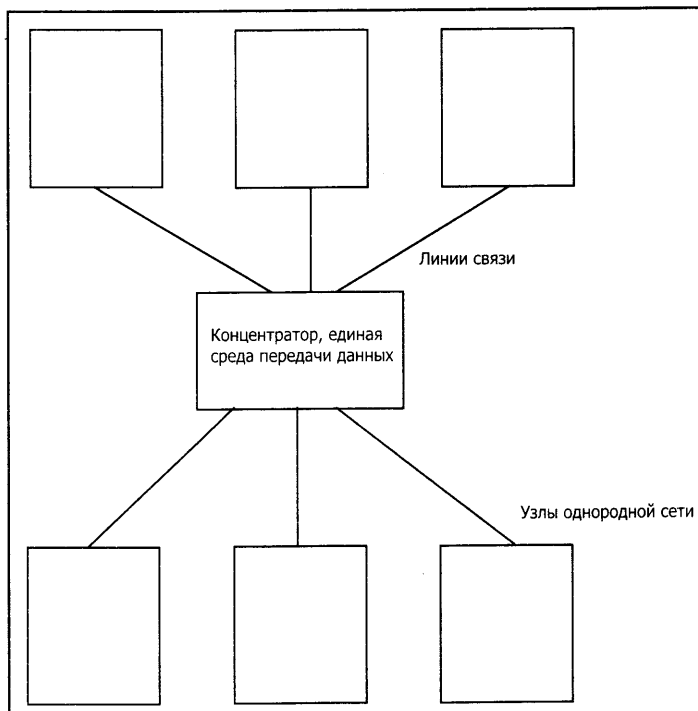 Линии связи
Концентратор, единая
среда передачи данных
Узлы однородной сети